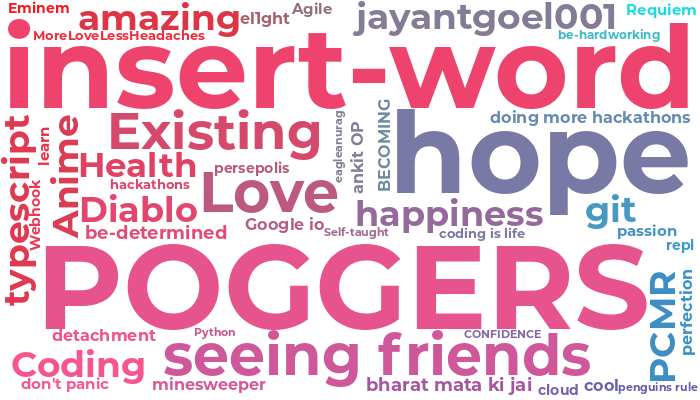 Eminem
amazing
el1ght
Agile
jayantgoel001
Requiem
MoreLoveLessHeadaches
be-hardworking
insert-word
typescript
learn
Webhook
Anime
Existing
eagleanurag
ankit OP
BECOMING
hope
doing more hackathons
Health
persepolis
hackathons
Love
Diablo
happiness
git
be-determined
Google io
Self-taught
coding is life
passion
repl
POGGERS
PCMR
perfection
detachment
Python
CONFIDENCE
seeing friends
Coding
don't panic
minesweeper
bharat mata ki jai
cloud
cool
penguins rule